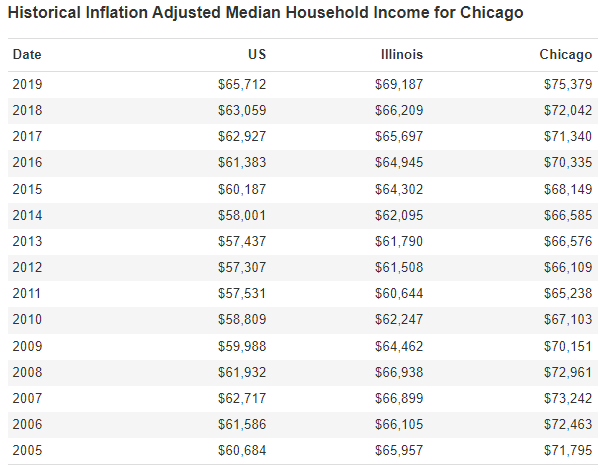 Historical Inflation Adjusted Median Household Income for Chicago
Date US Illinois Chicago
2019 $65,712 $69,187 $75,379
2018 $63,059 $66,209 $72,042
2017 $62,927 $65,697 $71,340
2016 $61,383 $64,945 $70,335
2015 $60,187 $64,302 $68,149
2014 $58,001 $62,095 $66,585
2013 $57,437 $61,790 $66,576
2012 $57,307 $61,508 $66,109
2011 $57,531 $60,644 $65,238
2010 $58,809 $62,247 $67,103
2009 $59,988 $64,462 $70,151
2008 $61,932 $66,938 $72,961
2007 $62,717 $66,899 $73,242
2006 $61,586 $66,105 $72,463
2005 $60,684 $65,957 $71,795